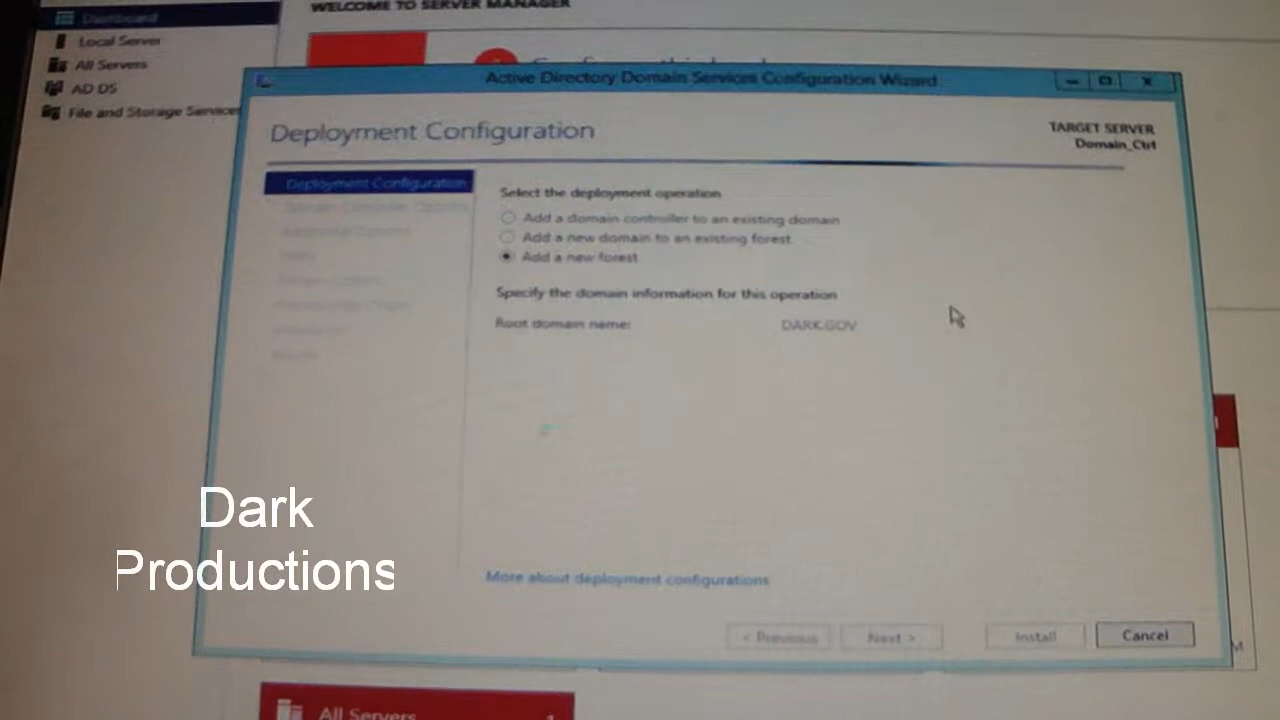 Dashboard
WELCOME TO SERVER MANAGER
Local Server
All Servers
AD DS
File and Storage Services
Active Directory Domain Services Configuration Wizard
Deployment Configuration
TARGET SERVER
Domain_Ctrl
Deployment Configuration
Select the deployment operation
Add a domain controller to an existing domain
Add a new domain to an existing forest
Add a new forest
Specify the domain information for this operation
Root domain name:
DARK.GOV
Dark
Productions
More about deployment configurations
< Previous
Next >
Install
Cancel
All Servers
1